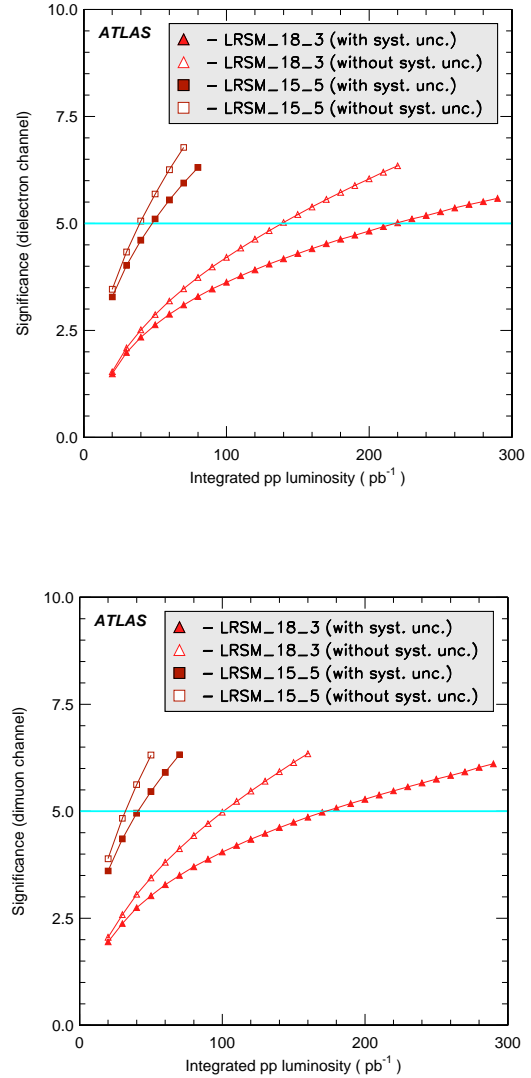 10.0
ATLAS
– LRSM_18_3 (with syst. unc.)
– LRSM_18_3 (without syst. unc.)
– LRSM_15_5 (with syst. unc.)
– LRSM_15_5 (without syst. unc.)
7.5
5.0
2.5
0.0
Significance (dielectron channel)
0 100 200 300
Integrated pp luminosity ( pb⁻¹ )
10.0
ATLAS
– LRSM_18_3 (with syst. unc.)
– LRSM_18_3 (without syst. unc.)
– LRSM_15_5 (with syst. unc.)
– LRSM_15_5 (without syst. unc.)
7.5
5.0
2.5
0.0
Significance (dimuon channel)
0 100 200 300
Integrated pp luminosity ( pb⁻¹ )